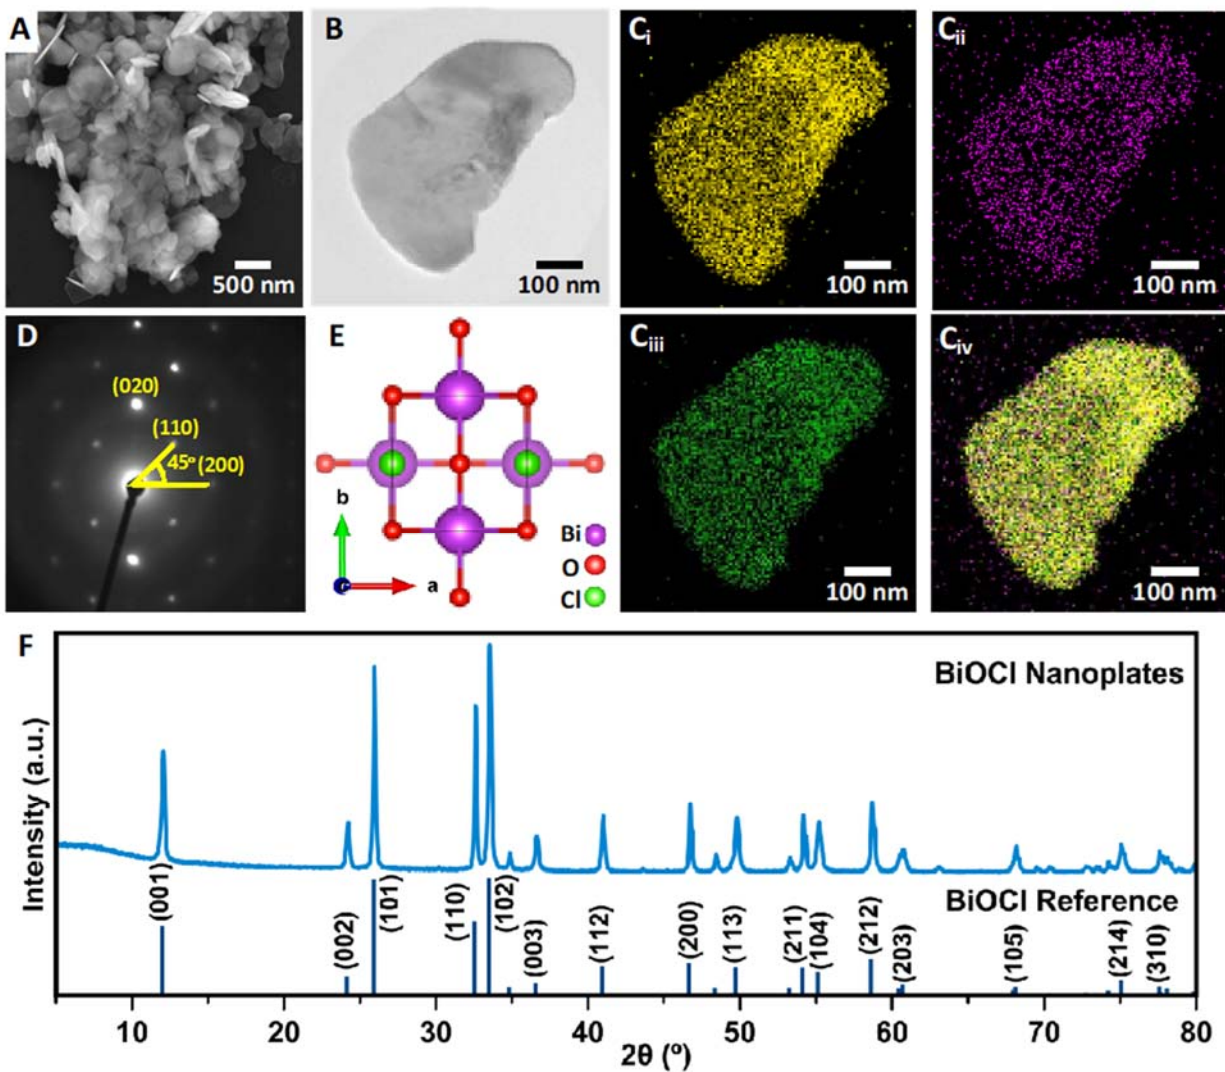 A
500 nm
B
100 nm
Ci
100 nm
Cii
100 nm
D
(020)
(110)
45º (200)
E
b
c
a
Bi
O
Cl
Ciii
100 nm
Civ
100 nm
F
BiOCl Nanoplates
BiOCl Reference
Intensity (a.u.)
(001)
(002)
(101)
(110)
(102)
(003)
(112)
(200)
(113)
(211)
(104)
(212)
(203)
(105)
(214)
(310)
10 20 30 40 50 60 70 80
2θ (º)